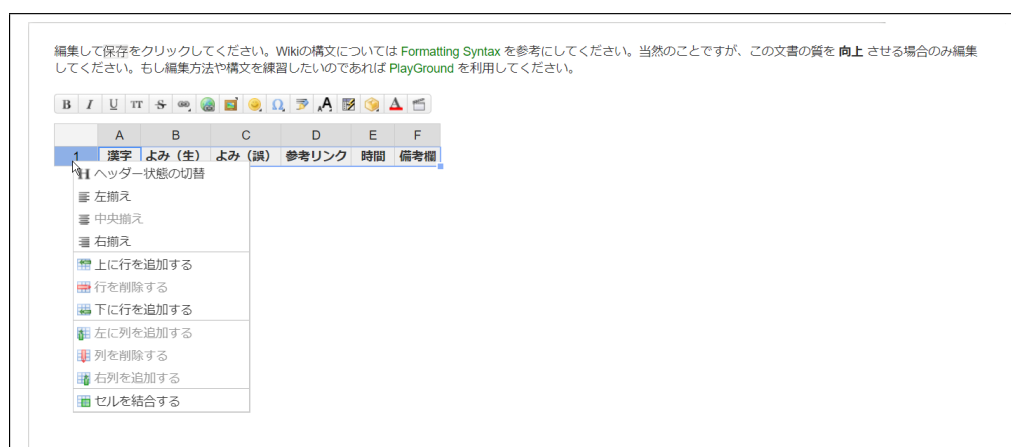 編集して保存をクリックしてください。Wikiの構文については Formatting Syntax を参考にしてください。当然のことですが、この文書の質を 向上 させる場合のみ編集
してください。もし編集方法や構文を練習したいのであれば PlayGround を利用してください。
B I U TT S Ω A A
A B C D E F
1 漢字 よみ（生） よみ（誤） 参考リンク 時間 備考欄
H ヘッダー状態の切替
左揃え
中央揃え
右揃え
上に行を追加する
行を削除する
下に行を追加する
左に列を追加する
列を削除する
右列を追加する
セルを結合する